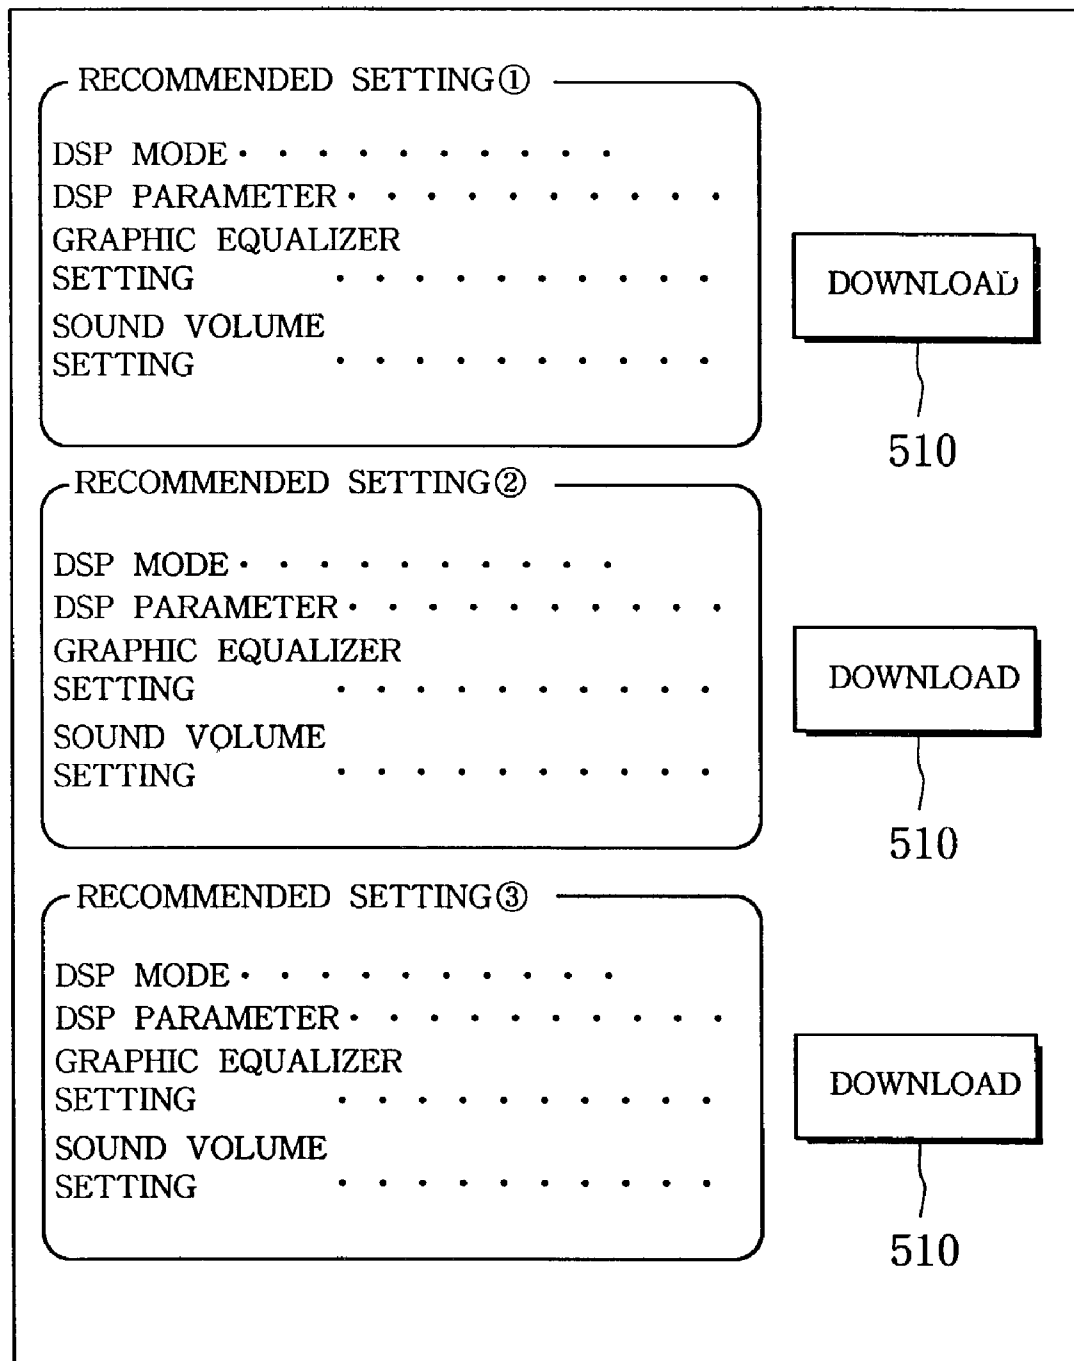 RECOMMENDED SETTING①
DSP MODE· · · · · · · · · ·
DSP PARAMETER· · · · · · · · · ·
GRAPHIC EQUALIZER
SETTING · · · · · · · · · ·
SOUND VOLUME
SETTING · · · · · · · · · ·
DOWNLOAD
510
RECOMMENDED SETTING②
DSP MODE· · · · · · · · · ·
DSP PARAMETER· · · · · · · · · ·
GRAPHIC EQUALIZER
SETTING · · · · · · · · · ·
SOUND VOLUME
SETTING · · · · · · · · · ·
DOWNLOAD
510
RECOMMENDED SETTING③
DSP MODE· · · · · · · · · ·
DSP PARAMETER· · · · · · · · · ·
GRAPHIC EQUALIZER
SETTING · · · · · · · · · ·
SOUND VOLUME
SETTING · · · · · · · · · ·
DOWNLOAD
510